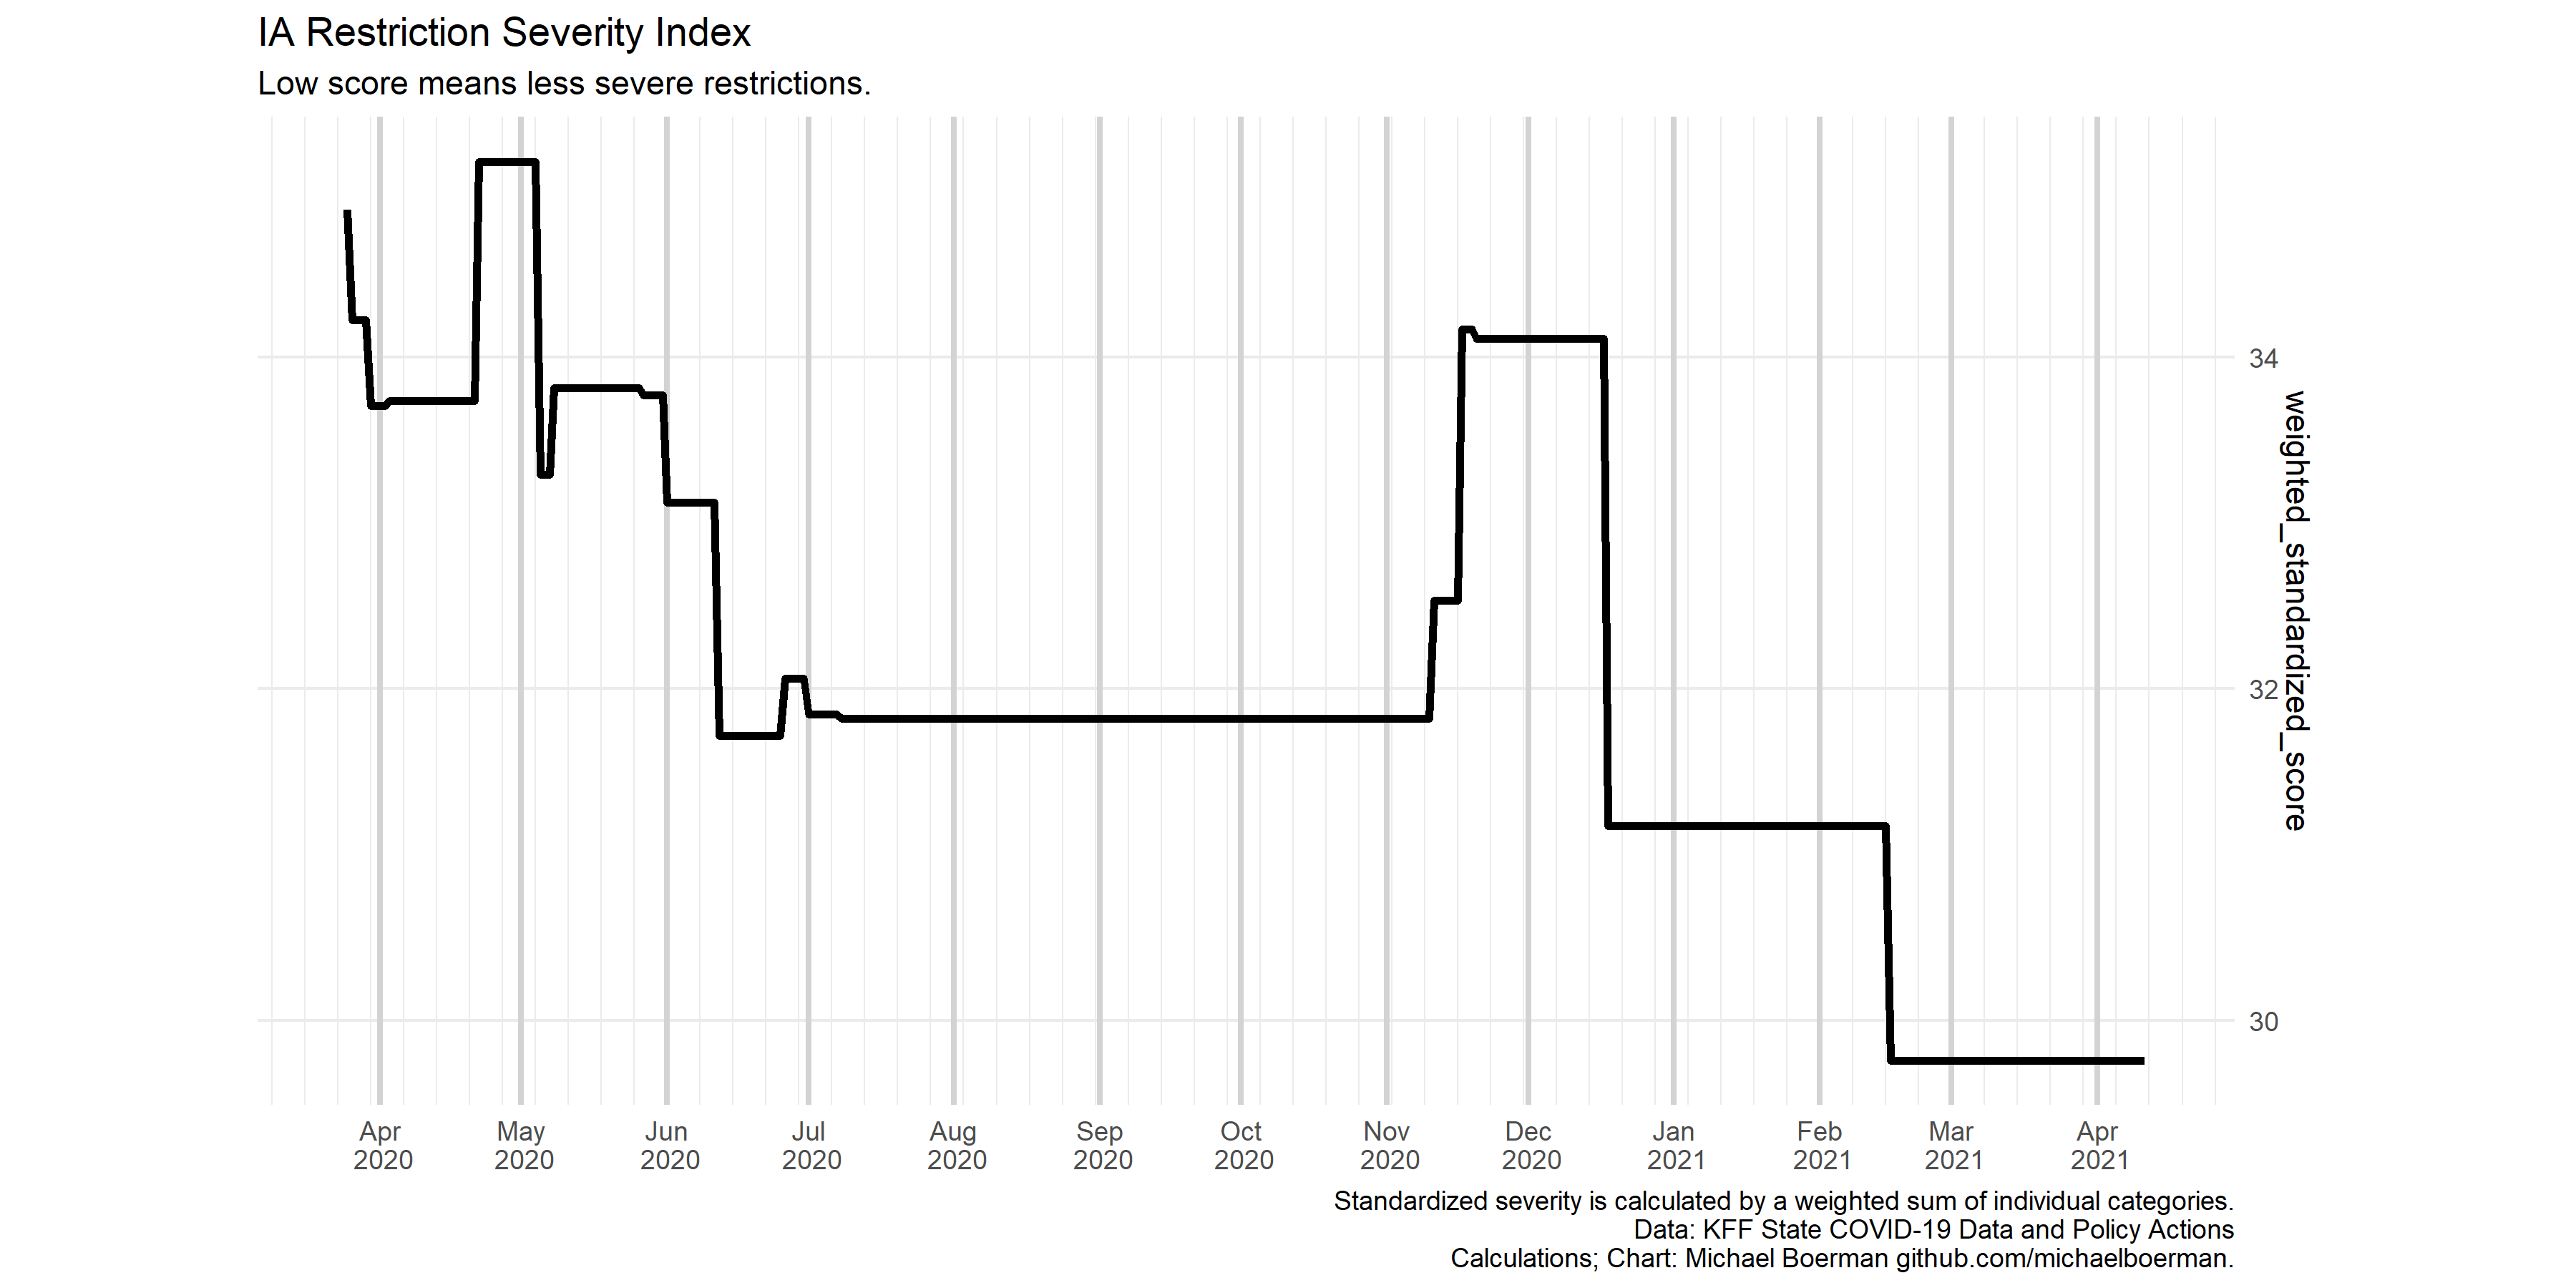 IA Restriction Severity Index
Low score means less severe restrictions.
34
32
30
weighted_standardized_score
Apr May Jun Jul Aug Sep Oct Nov Dec Jan Feb Mar Apr
2020 2020 2020 2020 2020 2020 2020 2020 2020 2021 2021 2021 2021
Standardized severity is calculated by a weighted sum of individual categories.
Data: KFF State COVID-19 Data and Policy Actions
Calculations; Chart: Michael Boerman github.com/michaelboerman.